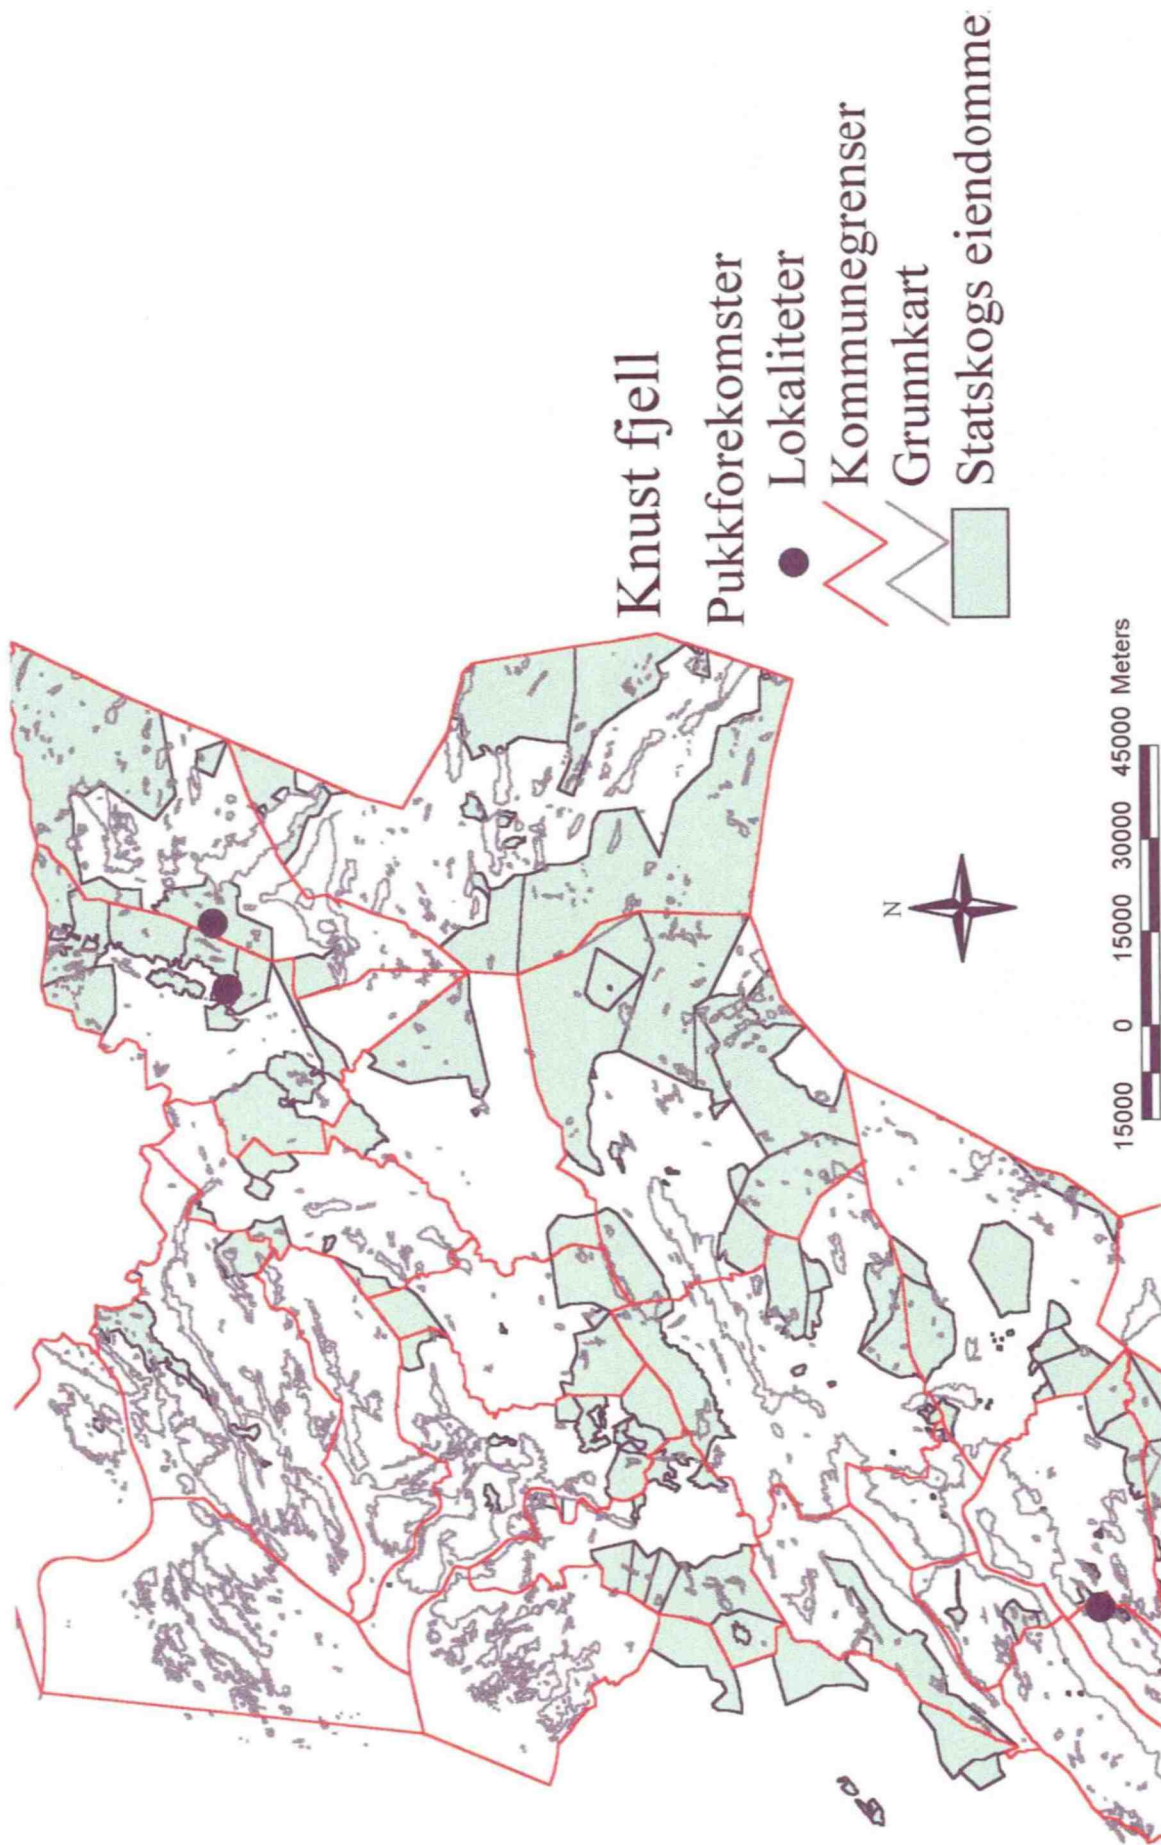 Knust fjell
Pukkforekomster
Lokaliteter
Kommunegrenser
Grunnkart
Statskogs eiendomme
N
15000 0 15000 30000 45000 Meters